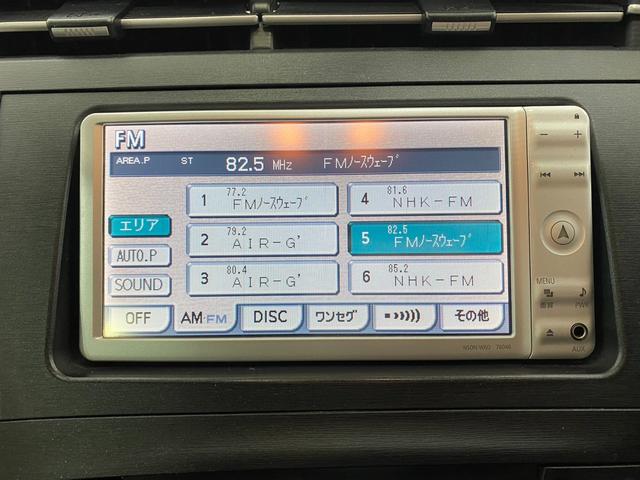 FM
AREA.P ST 82.5 MHz FMノースウェーブ
1 77.2 FMノースウェーブ
4 81.6 NHK-FM
エリア
2 79.2 AIR-G'
5 82.5 FMノースウェーブ
AUTO.P
3 80.4 AIR-G'
6 85.2 NHK-FM
SOUND
OFF AM･FM DISC ワンセグ その他
MENU
画質 PWR
AUX